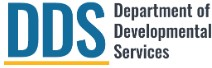 DDS
Department of
Developmental
Services